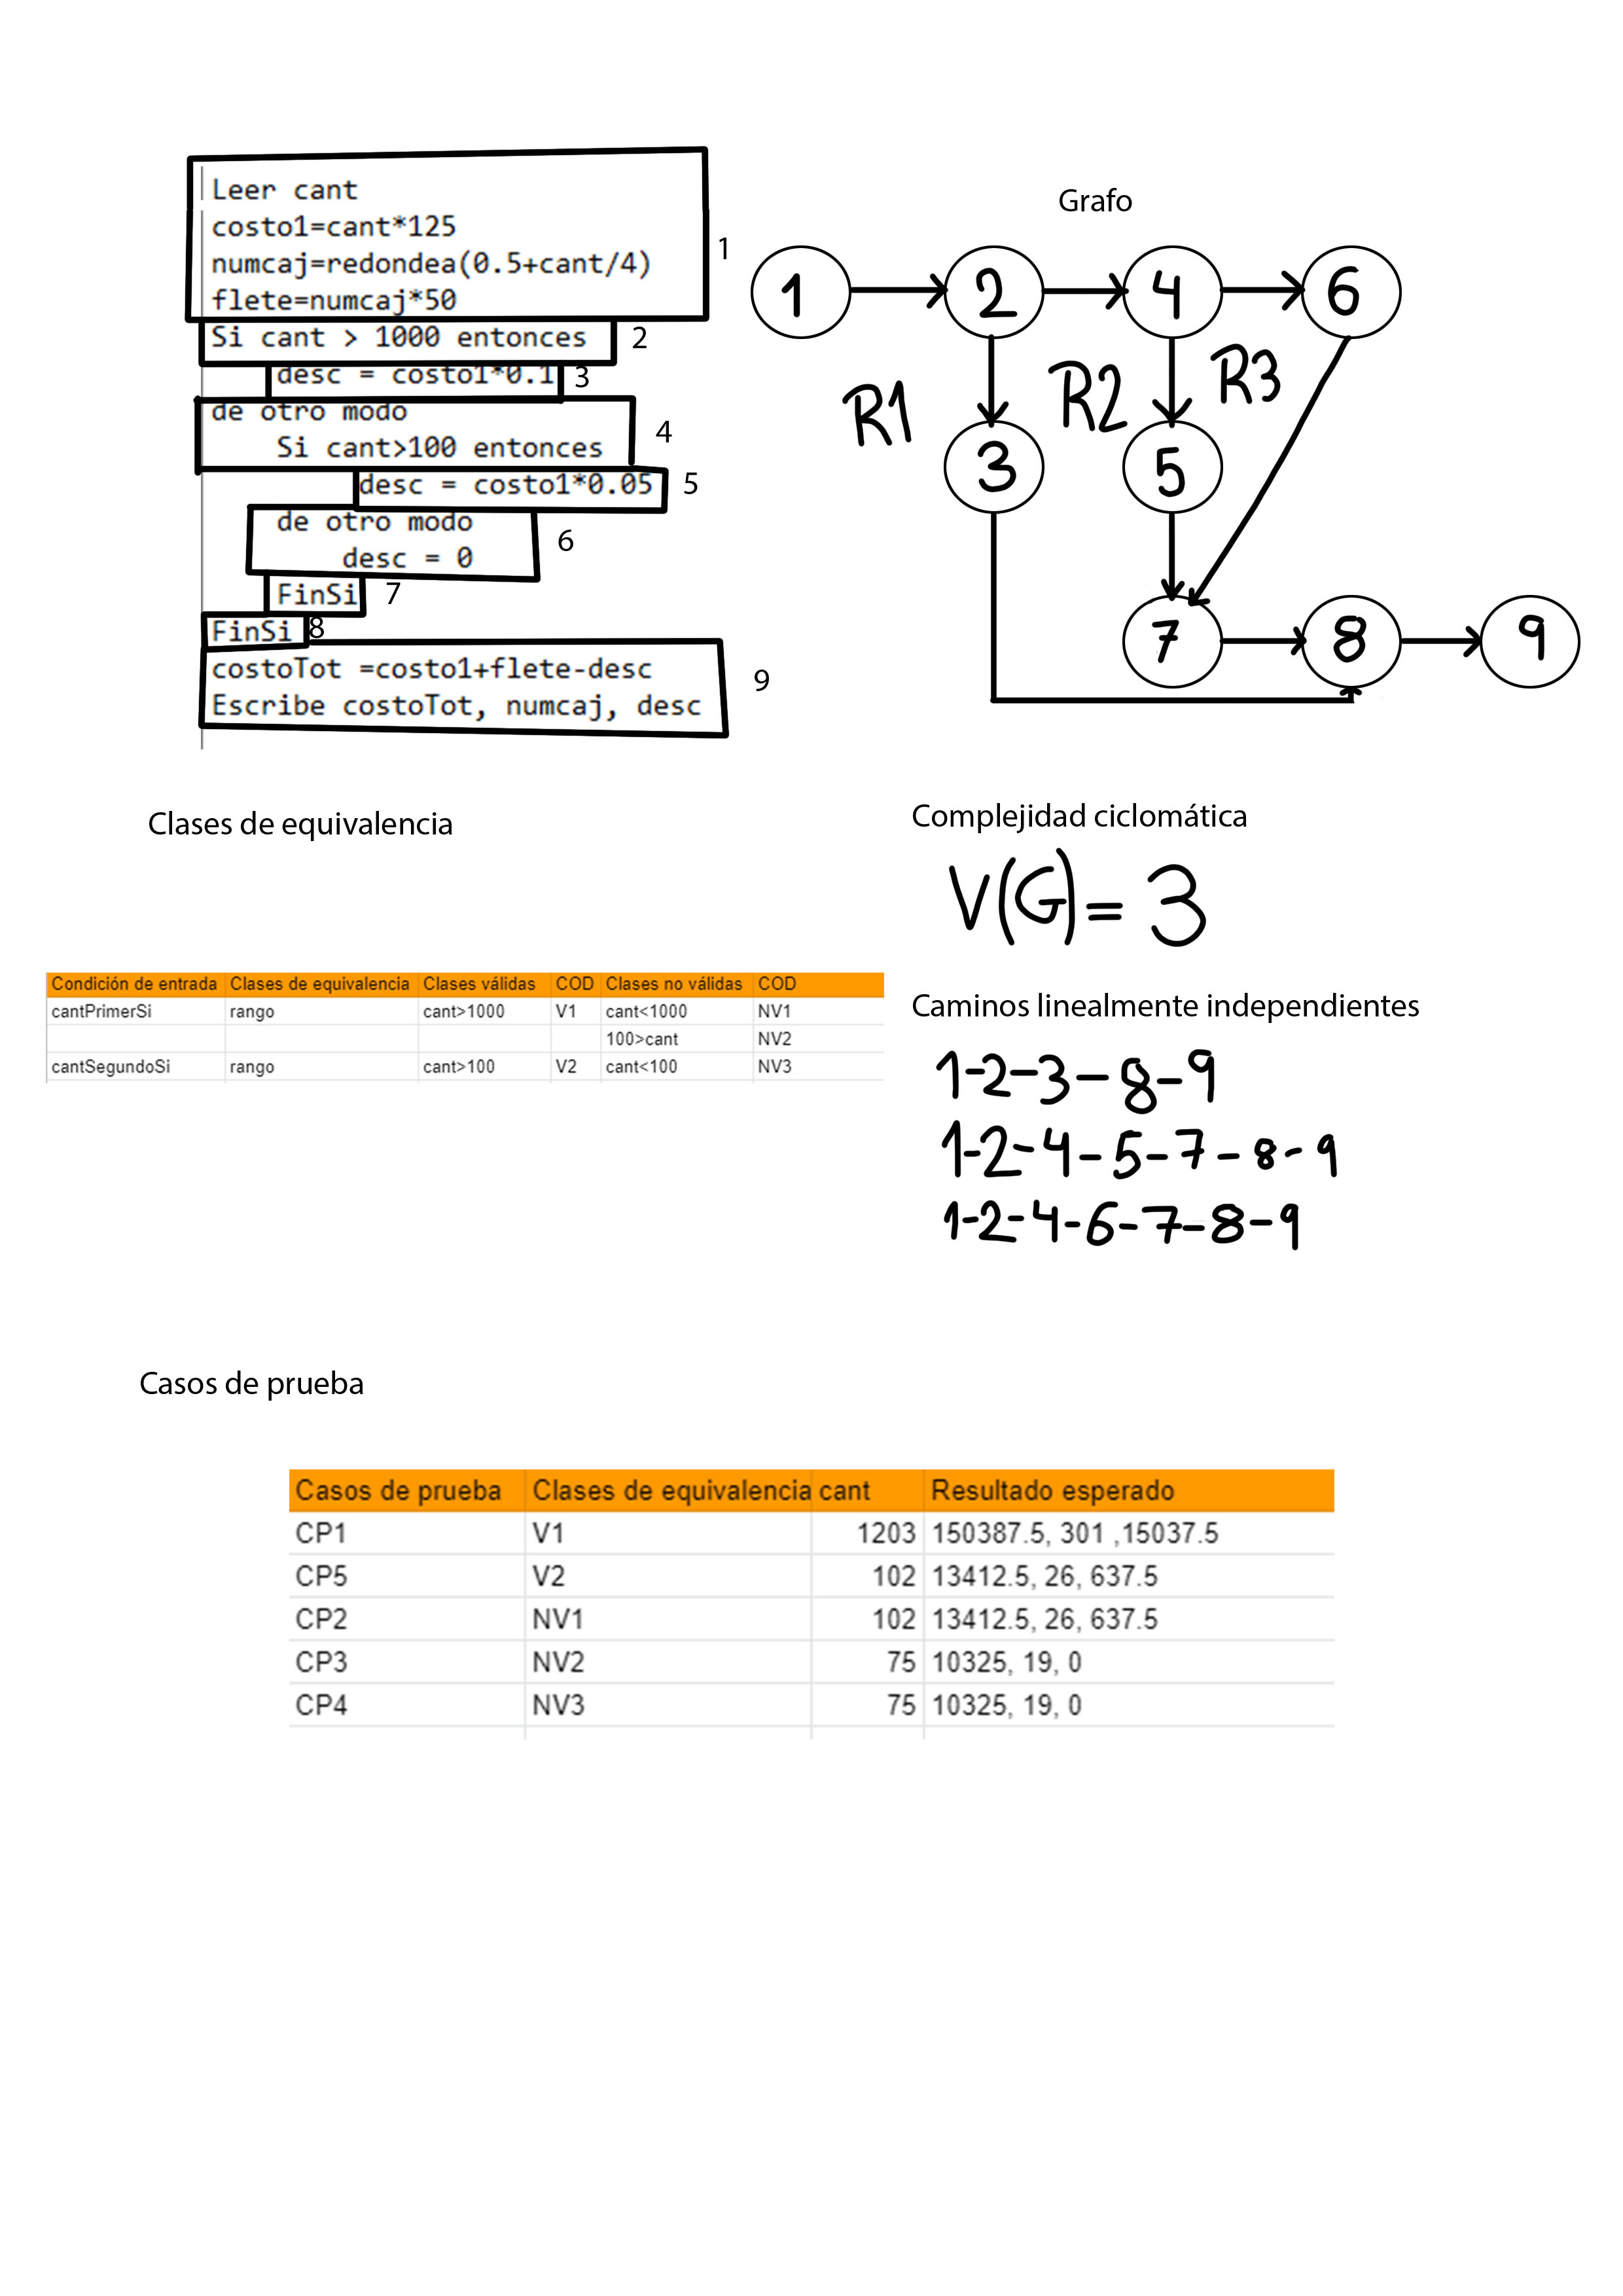 Leer cant
costo1=cant*125
numcaj=redondea(0.5+cant/4)
flete=numcaj*50
1
Si cant > 1000 entonces
2
desc = costo1*0.1
3
de otro modo
Si cant>100 entonces
4
desc = costo1*0.05
5
de otro modo
desc = 0
6
FinSi
7
FinSi
8
costoTot =costo1+flete-desc
Escribe costoTot, numcaj, desc
9
Grafo
1
2
4
6
R1
R2
R3
3
5
7
8
9
Clases de equivalencia
Condición de entrada Clases de equivalencia Clases válidas COD Clases no válidas COD
cantPrimerSi rango cant>1000 V1 cant<1000 NV1
100>cant NV2
cantSegundoSi rango cant>100 V2 cant<100 NV3
Complejidad ciclomática
V(G)= 3
Caminos linealmente independientes
1-2-3-8-9
1-2-4-5-7-8-9
1-2-4-6-7-8-9
Casos de prueba
Casos de prueba Clases de equivalencia cant Resultado esperado
CP1 V1 1203 150387.5, 301 ,15037.5
CP5 V2 102 13412.5, 26, 637.5
CP2 NV1 102 13412.5, 26, 637.5
CP3 NV2 75 10325, 19, 0
CP4 NV3 75 10325, 19, 0